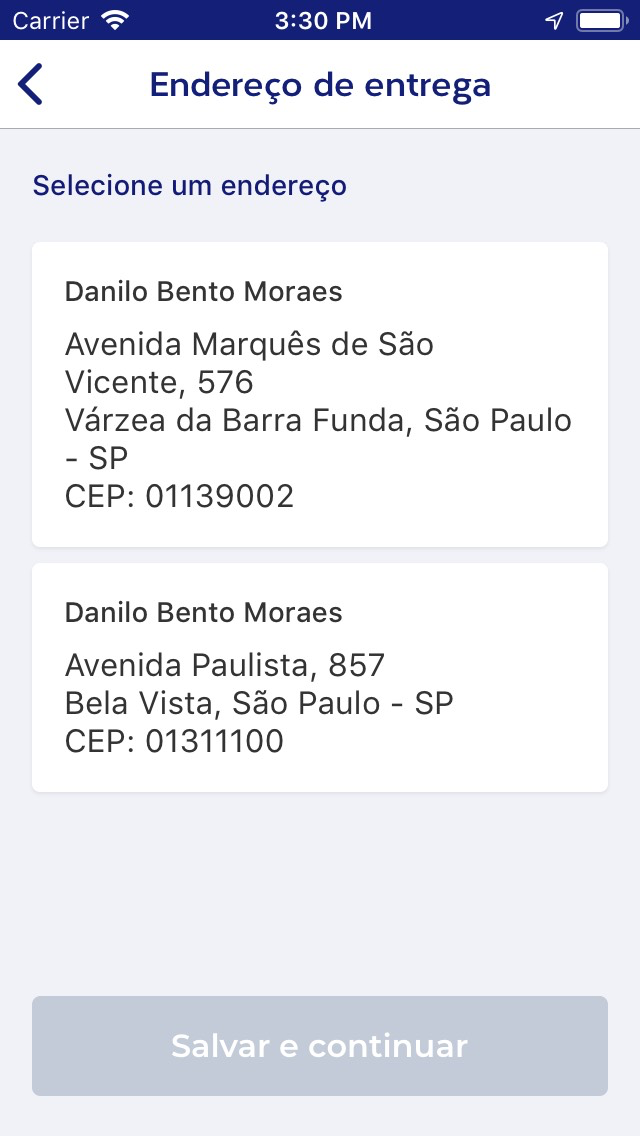 Carrier 3:30 PM
Endereço de entrega
Selecione um endereço
Danilo Bento Moraes
Avenida Marquês de São
Vicente, 576
Várzea da Barra Funda, São Paulo
- SP
CEP: 01139002
Danilo Bento Moraes
Avenida Paulista, 857
Bela Vista, São Paulo - SP
CEP: 01311100
Salvar e continuar